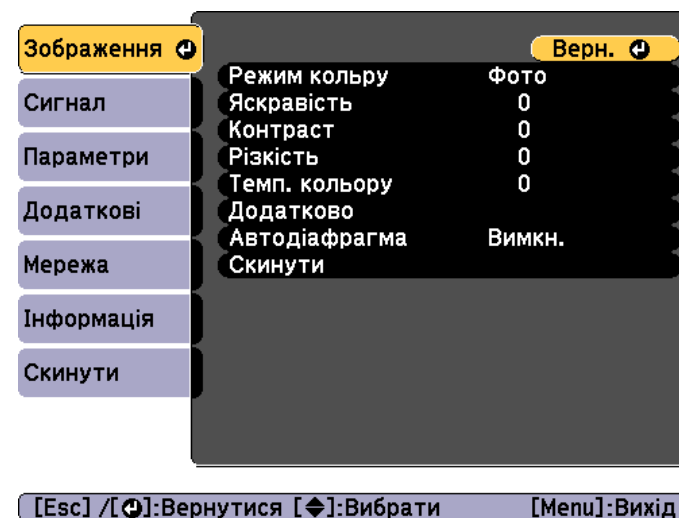 Зображення
Сигнал
Параметри
Додаткові
Мережа
Інформація
Скинути
Верн.
Режим кольру Фото
Яскравість 0
Контраст 0
Різкість 0
Темп. кольору 0
Додатково
Автодіафрагма Вимкн.
Скинути
[Esc] /[]:Вернутися []:Вибрати [Menu]:Вихід